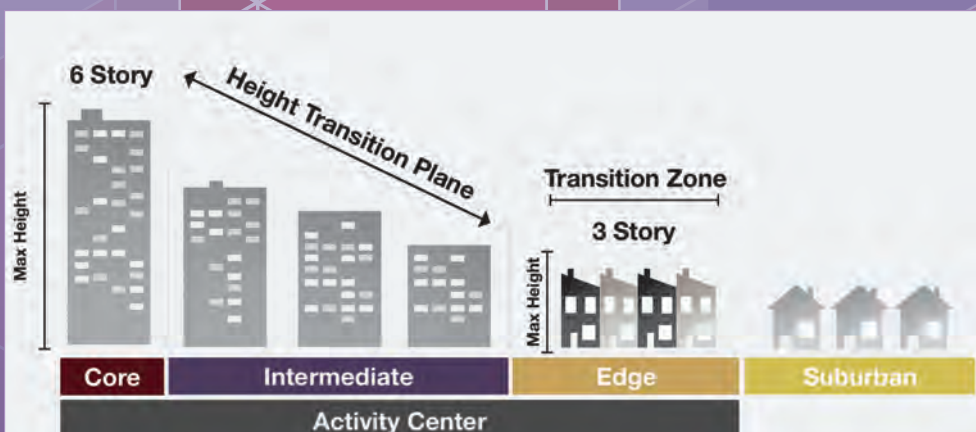 6 Story
Height Transition Plane
Max Height
Transition Zone
3 Story
Max Height
Core
Intermediate
Edge
Suburban
Activity Center